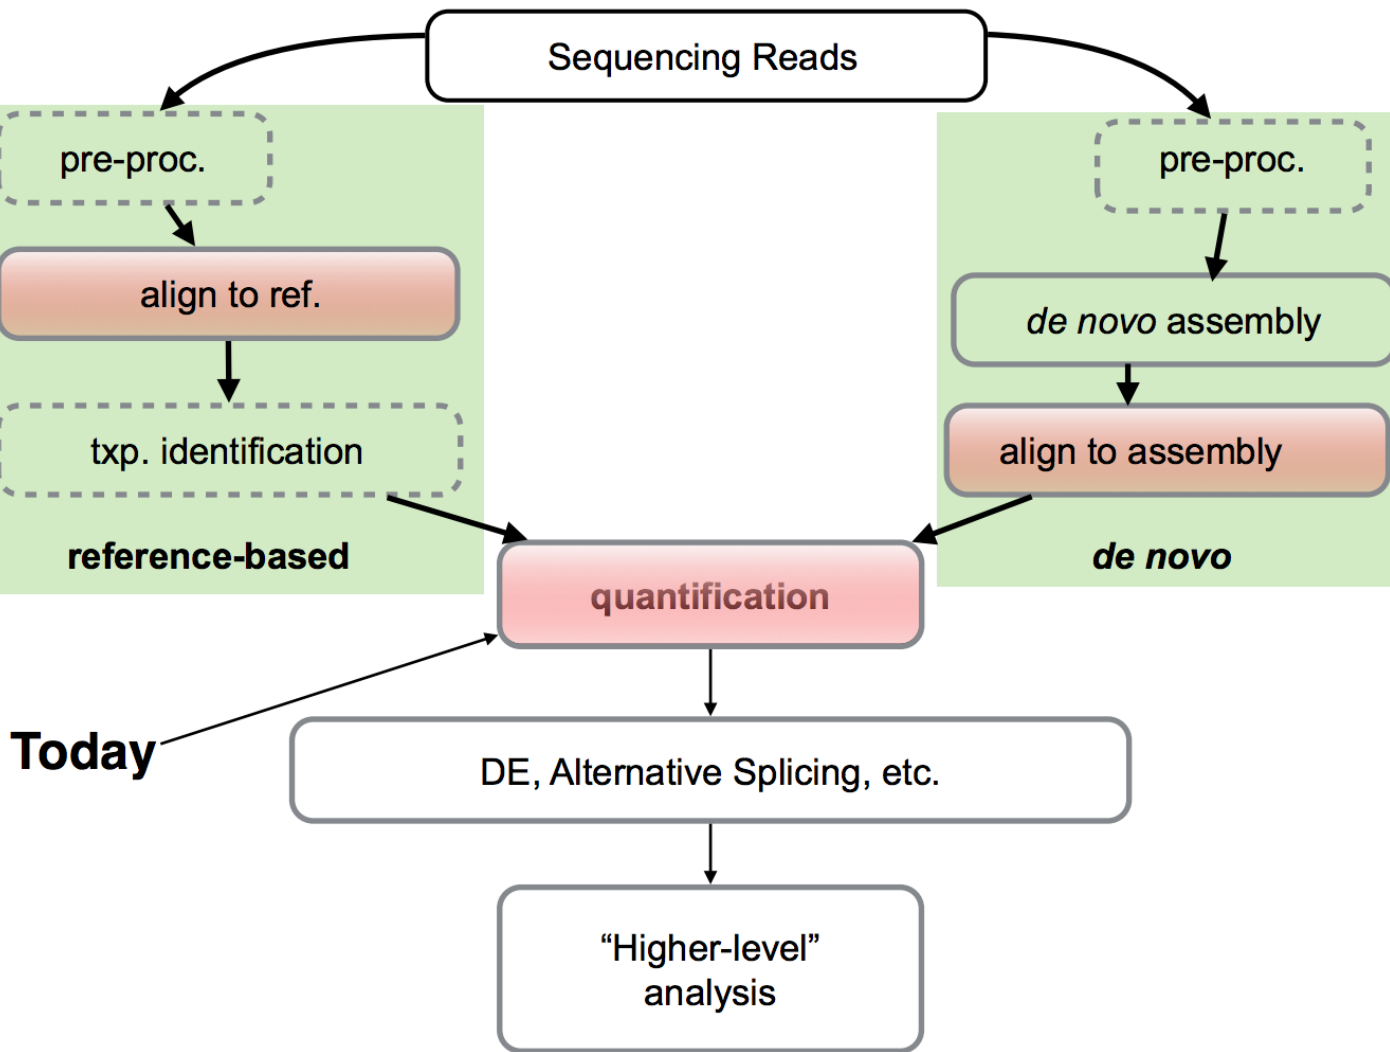 Sequencing Reads
pre-proc.
align to ref.
txp. identification
reference-based
pre-proc.
de novo assembly
align to assembly
de novo
quantification
Today
DE, Alternative Splicing, etc.
“Higher-level”
analysis